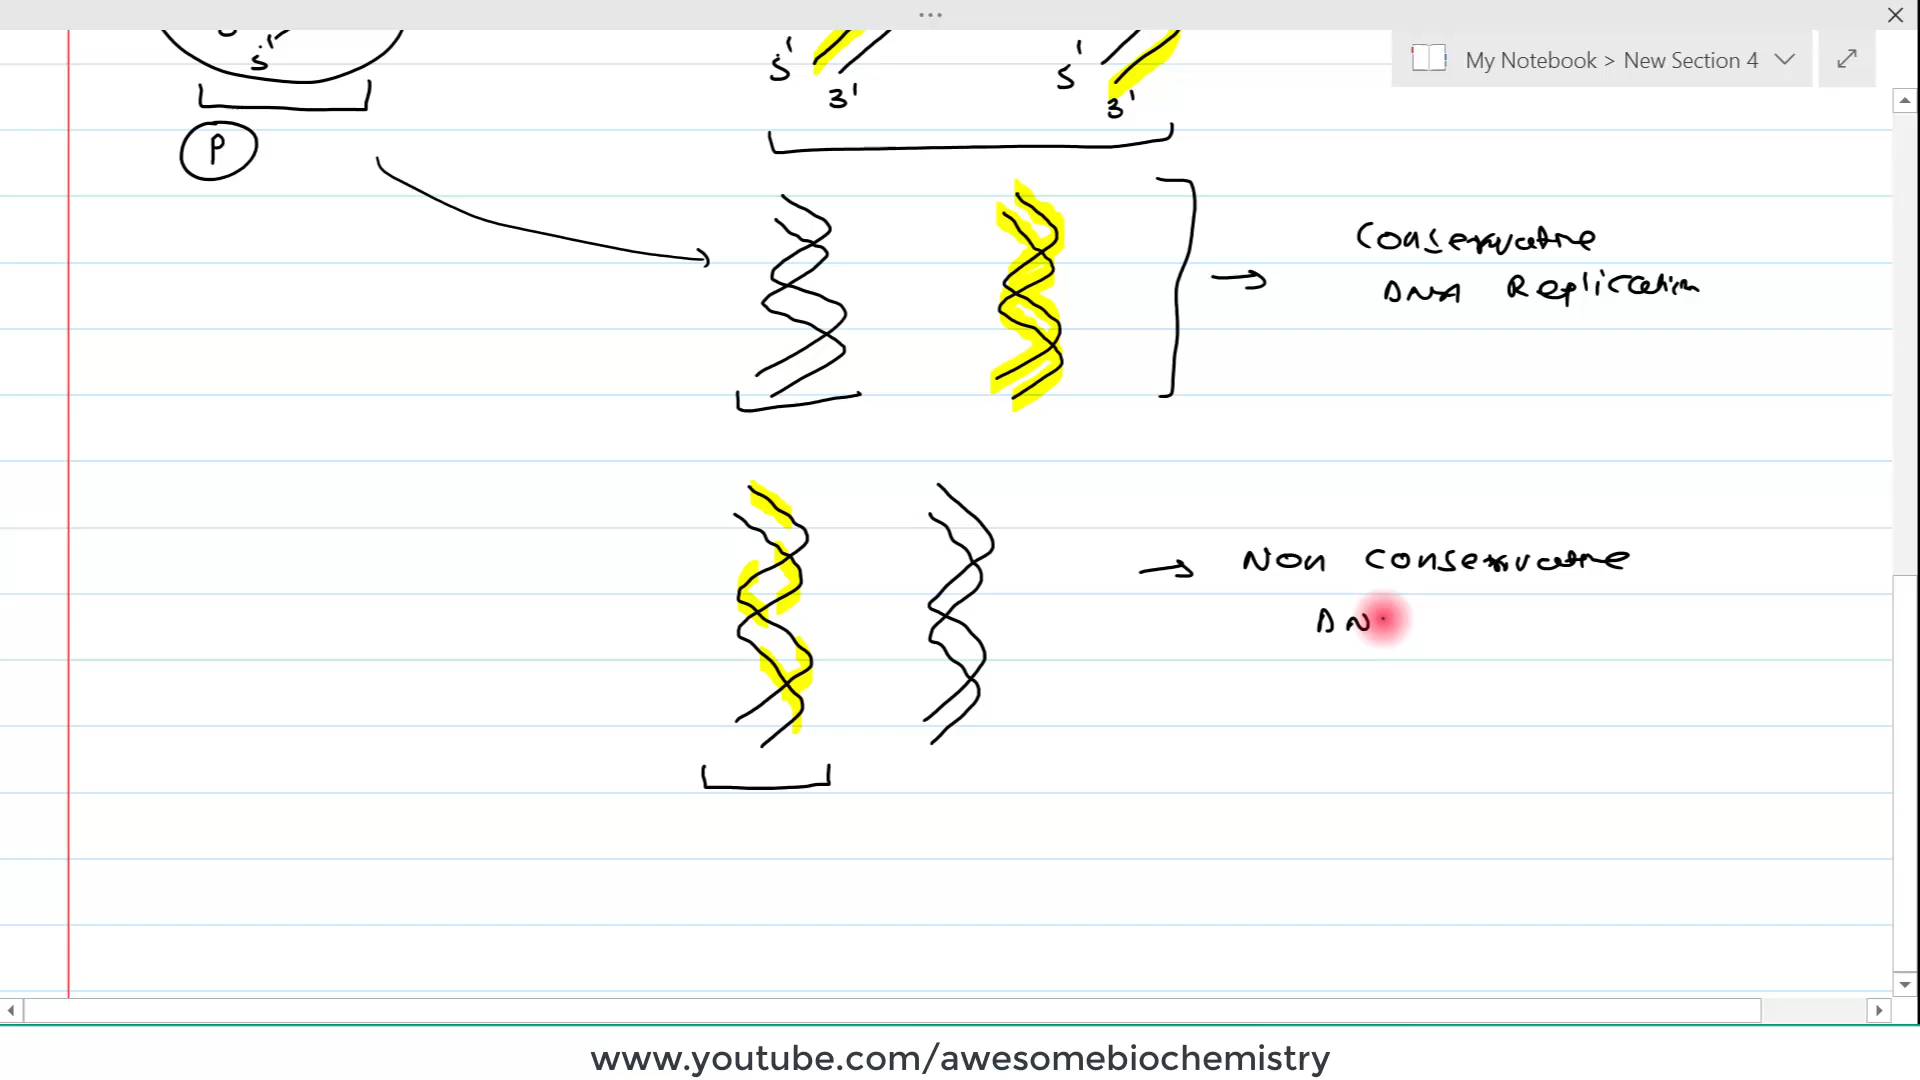 My Notebook > New Section 4
5'
5'
3'
5'
3'
P
Conservative
DNA Replication
Non Conservative
DN
www.youtube.com/awesomebiochemistry